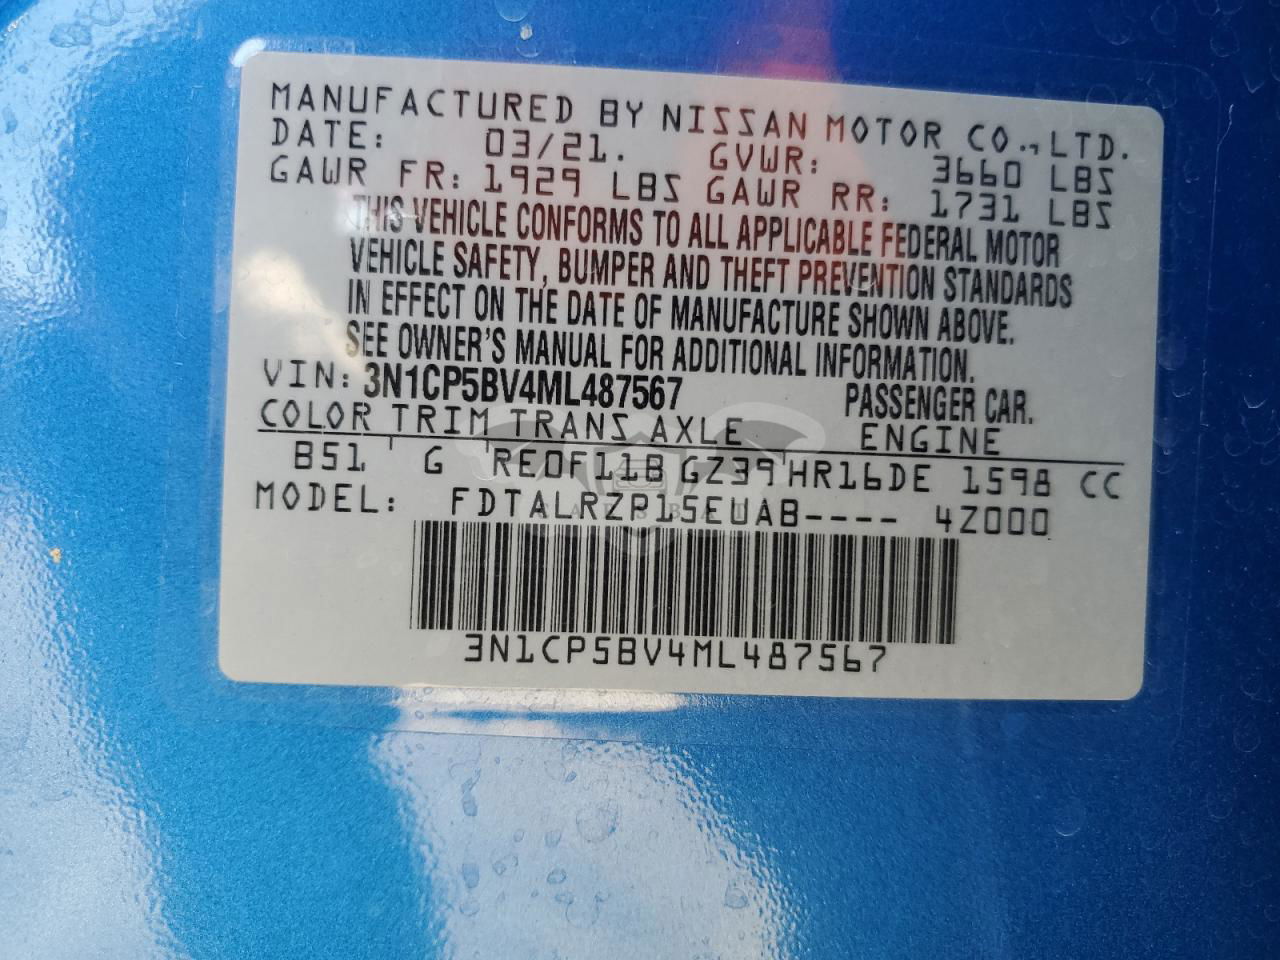 MANUFACTURED BY NISSAN MOTOR CO., LTD.
DATE: 03/21. GVWR: 3660 LBS
GAWR FR: 1929 LBS GAWR RR: 1731 LBS
THIS VEHICLE CONFORMS TO ALL APPLICABLE FEDERAL MOTOR
VEHICLE SAFETY, BUMPER AND THEFT PREVENTION STANDARDS
IN EFFECT ON THE DATE OF MANUFACTURE SHOWN ABOVE.
SEE OWNER'S MANUAL FOR ADDITIONAL INFORMATION.
VIN: 3N1CP5BV4ML487567 PASSENGER CAR.
COLOR TRIM TRANS AXLE ENGINE
B51 G RE0F11B GZ39 HR16DE 1598 CC
MODEL: FDTALRZP15EUAB---- 4Z000
3N1CP5BV4ML487567